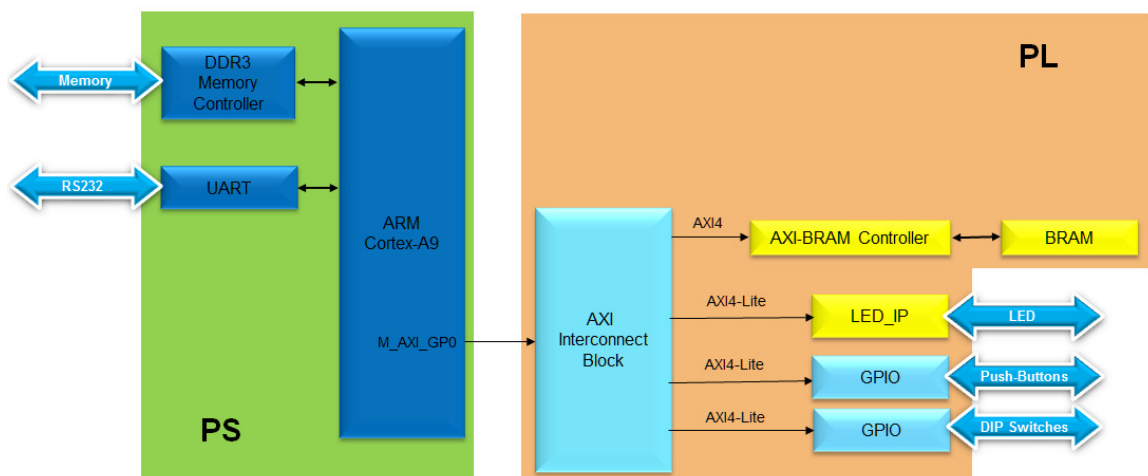 PL
DDR3
Memory
Controller
Memory
RS232
UART
ARM
Cortex-A9
AXI4
AXI-BRAM Controller
BRAM
AXI4-Lite
LED_IP
LED
AXI
Interconnect
Block
M_AXI_GP0
AXI4-Lite
GPIO
Push-Buttons
AXI4-Lite
GPIO
DIP Switches
PS